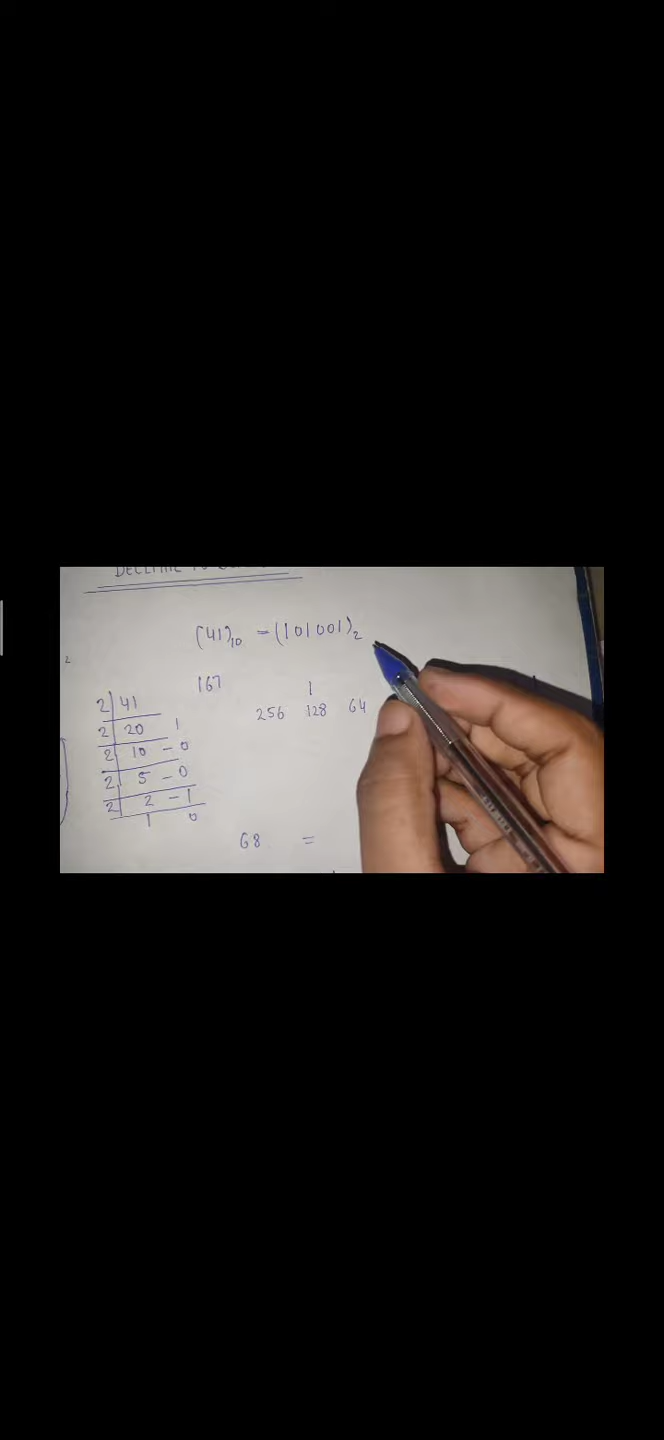 (41)10 = (101001)2
167
1
256 128 64
2 41
2 20 1
2 10 - 0
2 5 - 0
2 2 - 1
1 0
68 =